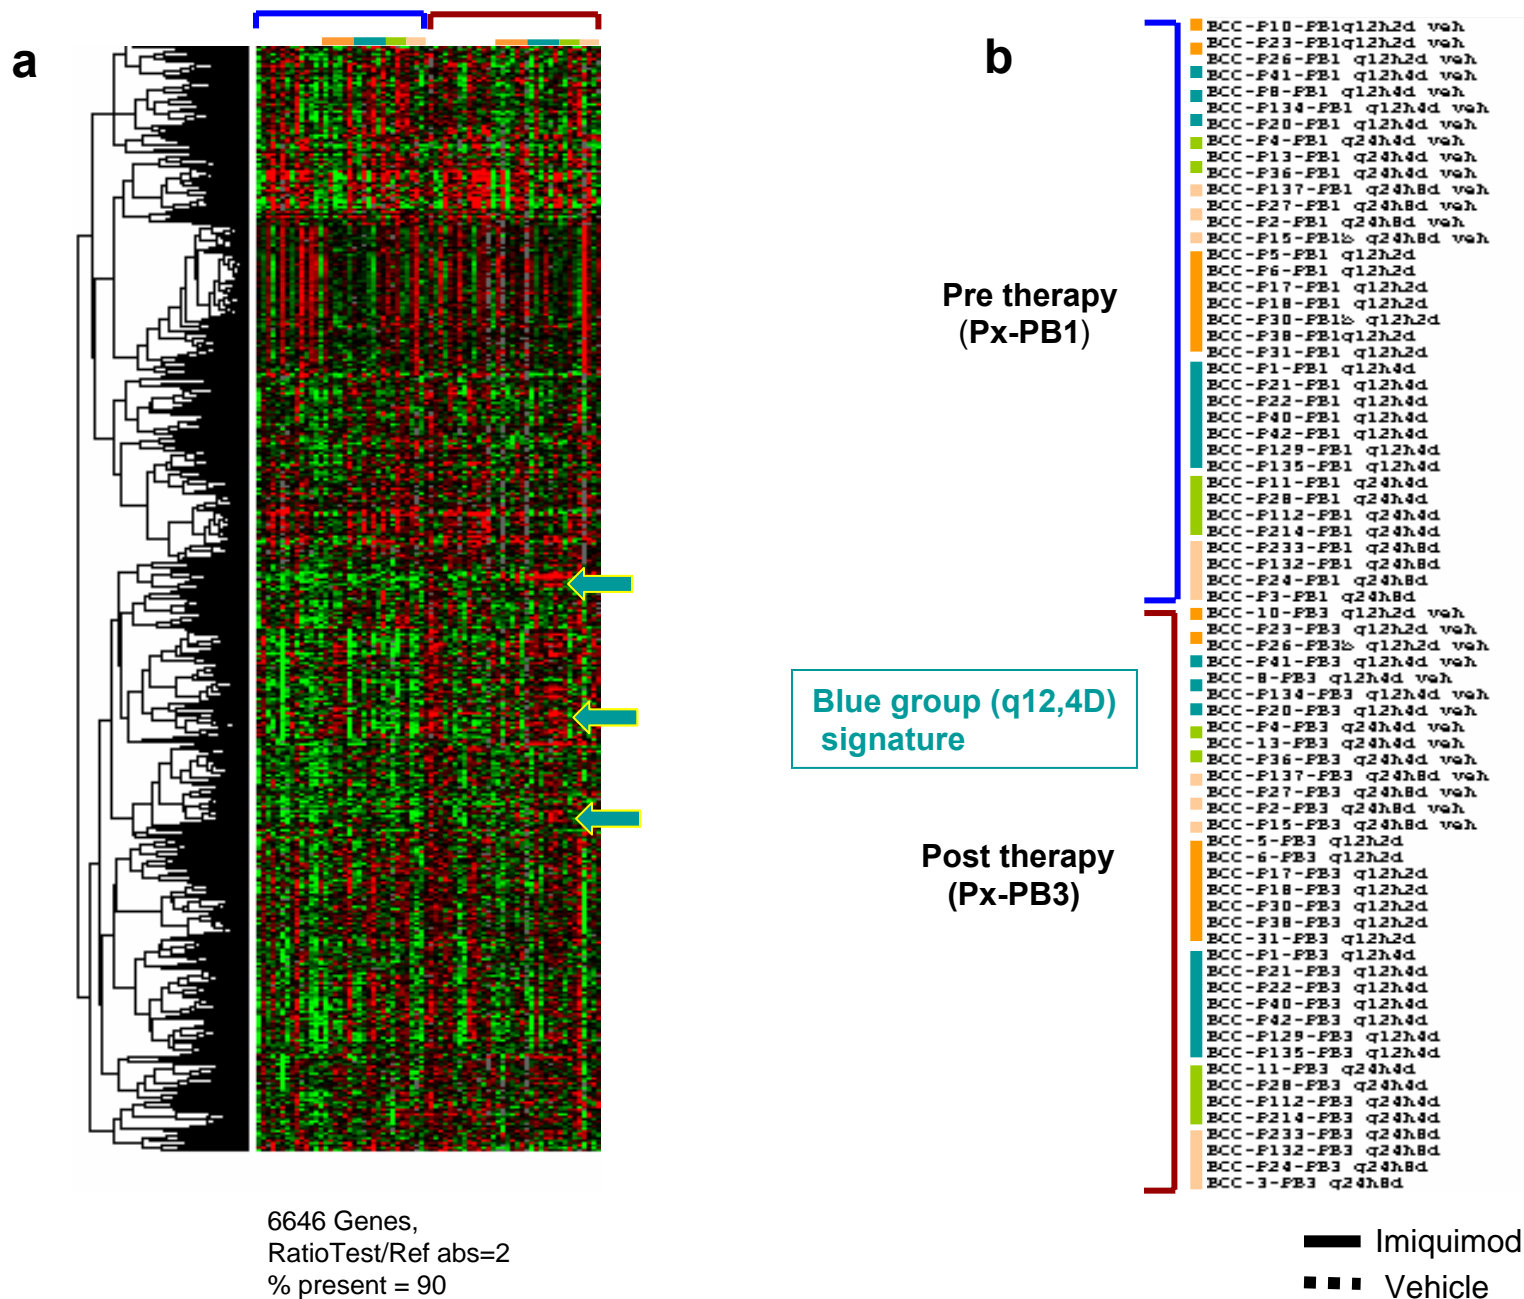 a
b
BCC-P10-PB1q12h2d veh
BCC-P23-PB1q12h2d veh
BCC-P26-PB1 q12h2d veh
BCC-P41-PB1 q12h4d veh
BCC-P8-PB1 q12h4d veh
BCC-P134-PB1 q12h4d veh
BCC-P20-PB1 q12h4d veh
BCC-P4-PB1 q24h4d veh
BCC-P13-PB1 q24h4d veh
BCC-P36-PB1 q24h4d veh
BCC-P137-PB1 q24h8d veh
BCC-P27-PB1 q24h8d veh
BCC-P2-PB1 q24h8d veh
BCC-P15-PB1b q24h8d veh
BCC-P5-PB1 q12h2d
BCC-P6-PB1 q12h2d
BCC-P17-PB1 q12h2d
BCC-P18-PB1 q12h2d
BCC-P30-PB1b q12h2d
BCC-P38-PB1q12h2d
BCC-P31-PB1 q12h2d
BCC-P1-PB1 q12h4d
BCC-P21-PB1 q12h4d
BCC-P22-PB1 q12h4d
BCC-P40-PB1 q12h4d
BCC-P42-PB1 q12h4d
BCC-P129-PB1 q12h4d
BCC-P135-PB1 q12h4d
BCC-P11-PB1 q24h4d
BCC-P28-PB1 q24h4d
BCC-P112-PB1 q24h4d
BCC-P214-PB1 q24h4d
BCC-P233-PB1 q24h8d
BCC-P132-PB1 q24h8d
BCC-P24-PB1 q24h8d
BCC-P3-PB1 q24h8d
BCC-10-PB3 q12h2d veh
BCC-P23-PB3 q12h2d veh
BCC-P26-PB3b q12h2d veh
BCC-P41-PB3 q12h4d veh
BCC-8-PB3 q12h4d veh
BCC-P134-PB3 q12h4d veh
BCC-P20-PB3 q12h4d veh
BCC-P4-PB3 q24h4d veh
BCC-13-PB3 q24h4d veh
BCC-P36-PB3 q24h4d veh
BCC-P137-PB3 q24h8d veh
BCC-P27-PB3 q24h8d veh
BCC-P2-PB3 q24h8d veh
BCC-P15-PB3 q24h8d veh
BCC-5-PB3 q12h2d
BCC-6-PB3 q12h2d
BCC-P17-PB3 q12h2d
BCC-P18-PB3 q12h2d
BCC-P30-PB3 q12h2d
BCC-P38-PB3 q12h2d
BCC-31-PB3 q12h2d
BCC-P1-PB3 q12h4d
BCC-P21-PB3 q12h4d
BCC-P22-PB3 q12h4d
BCC-P40-PB3 q12h4d
BCC-P42-PB3 q12h4d
BCC-P129-PB3 q12h4d
BCC-P135-PB3 q12h4d
BCC-11-PB3 q24h4d
BCC-P28-PB3 q24h4d
BCC-P112-PB3 q24h4d
BCC-P214-PB3 q24h4d
BCC-P233-PB3 q24h8d
BCC-P132-PB3 q24h8d
BCC-P24-PB3 q24h8d
BCC-3-PB3 q24h8d
Pre therapy
(Px-PB1)
Blue group (q12,4D)
signature
Post therapy
(Px-PB3)
6646 Genes,
RatioTest/Ref abs=2
% present = 90
Imiquimod
Vehicle